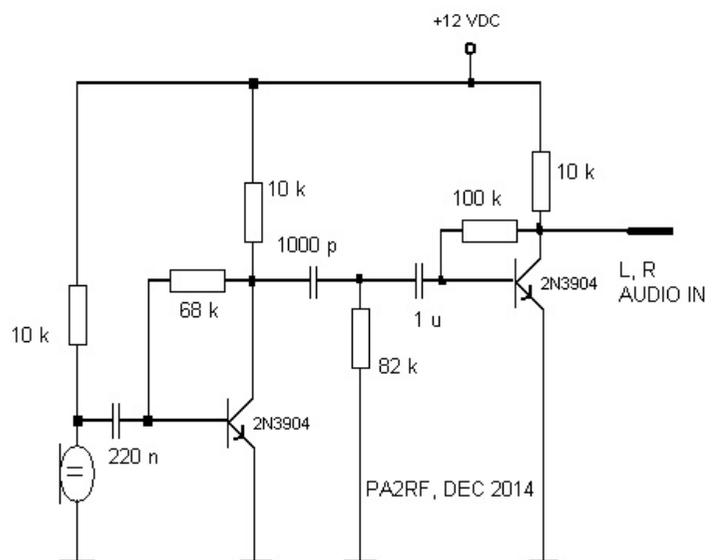 +12 VDC
10 k
10 k
100 k
1000 p
2N3904
L, R
AUDIO IN
68 k
1 u
10 k
82 k
2N3904
220 n
PA2RF, DEC 2014